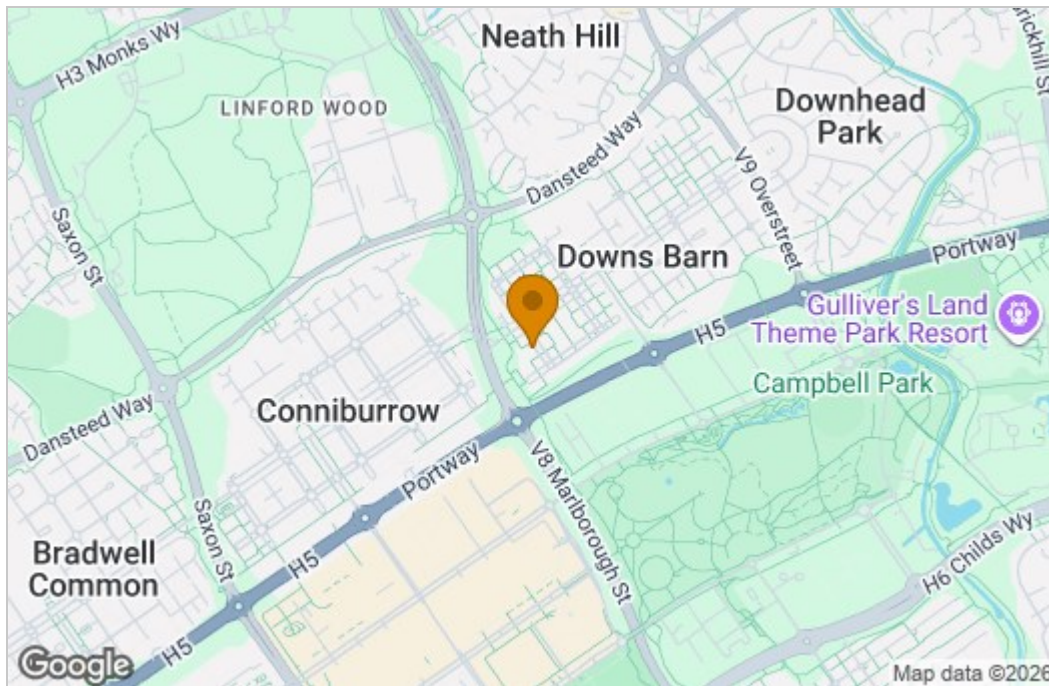 H3 Monks Wy
Neath Hill
LINFORD WOOD
Downhead
Park
Dansteed Way
V9 Overstreet
Saxon St
Downs Barn
Portway
Gulliver's Land
Theme Park Resort
H5
Campbell Park
Conniburrow
Dansteed Way
Portway
V8 Marlborough St
Saxon St
Bradwell
Common
H5
H6 Childs Wy
H5
Google
Map data ©2026